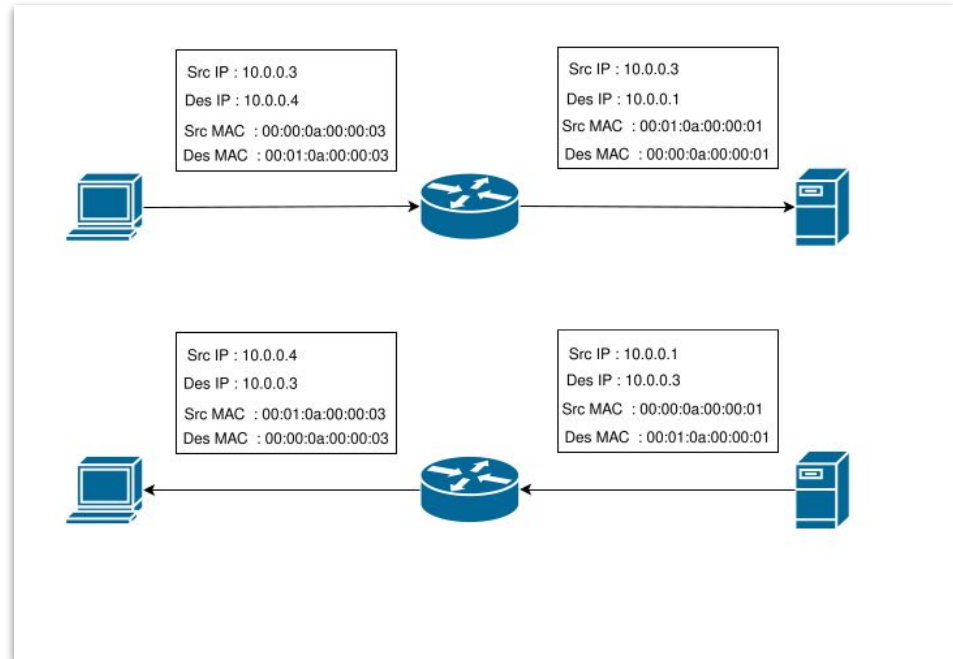 Src IP : 10.0.0.3
Des IP : 10.0.0.4
Src MAC : 00:00:0a:00:00:03
Des MAC : 00:01:0a:00:00:03
Src IP : 10.0.0.3
Des IP : 10.0.0.1
Src MAC : 00:01:0a:00:00:01
Des MAC : 00:00:0a:00:00:01
Src IP : 10.0.0.4
Des IP : 10.0.0.3
Src MAC : 00:01:0a:00:00:03
Des MAC : 00:00:0a:00:00:03
Src IP : 10.0.0.1
Des IP : 10.0.0.3
Src MAC : 00:00:0a:00:00:01
Des MAC : 00:01:0a:00:00:01